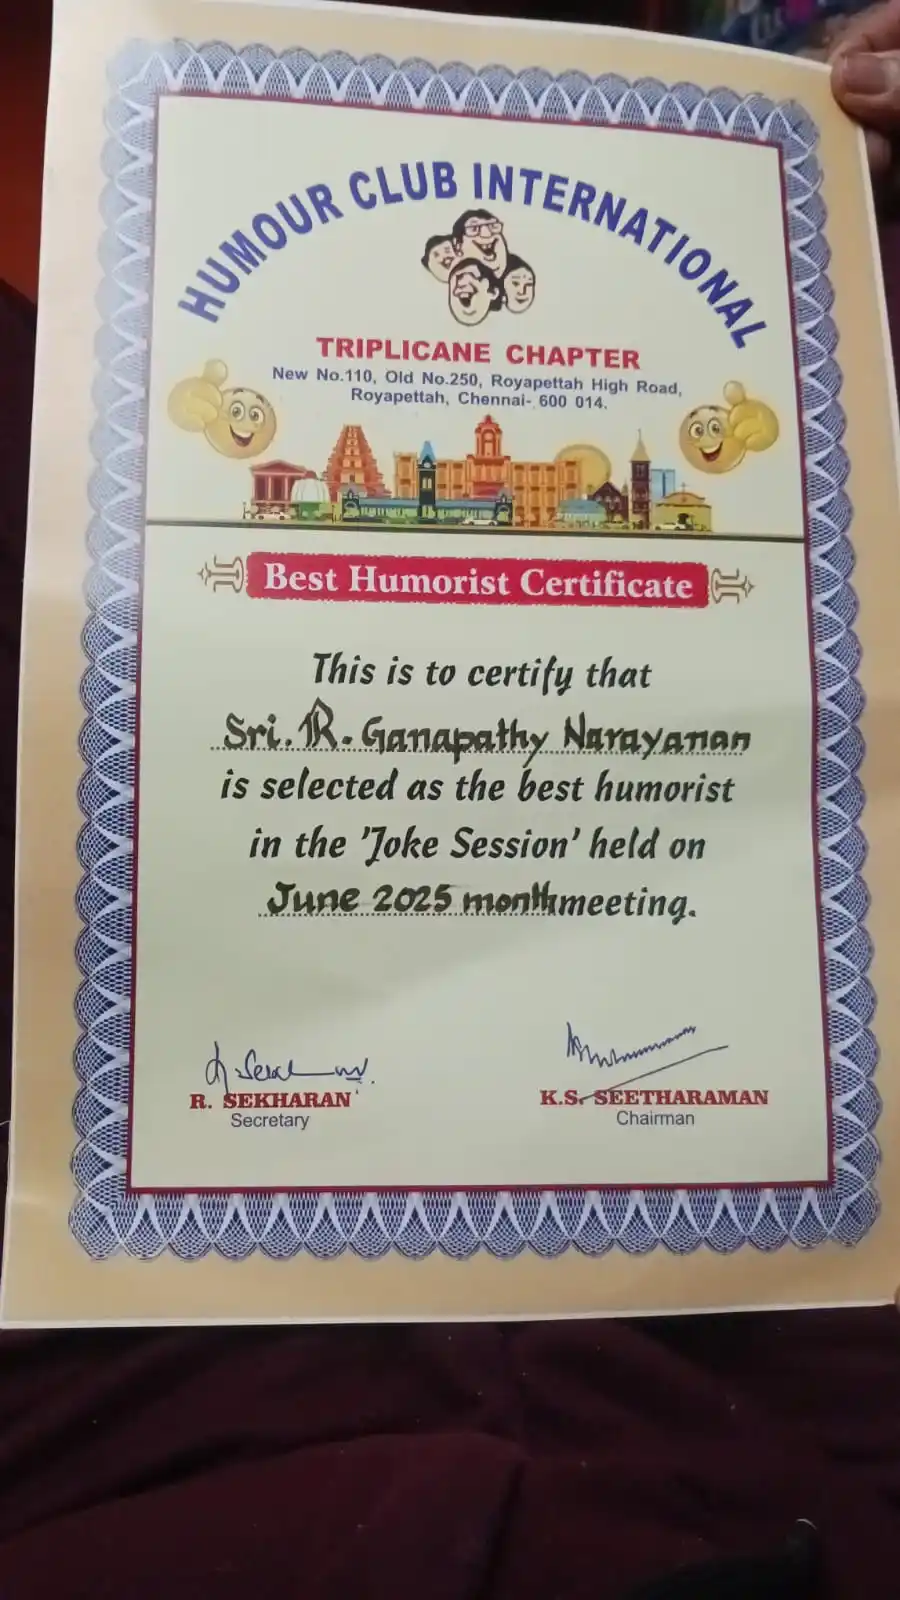 HUMOUR CLUB INTERNATIONAL
TRIPLICANE CHAPTER
New No.110, Old No.250, Royapettah High Road,
Royapettah, Chennai- 600 014.
Best Humorist Certificate
This is to certify that
Sri. R. Ganapathy Narayanan
is selected as the best humorist
in the 'Joke Session' held on
June 2025 month meeting.
R. SEKHARAN
Secretary
K.S. SEETHARAMAN
Chairman